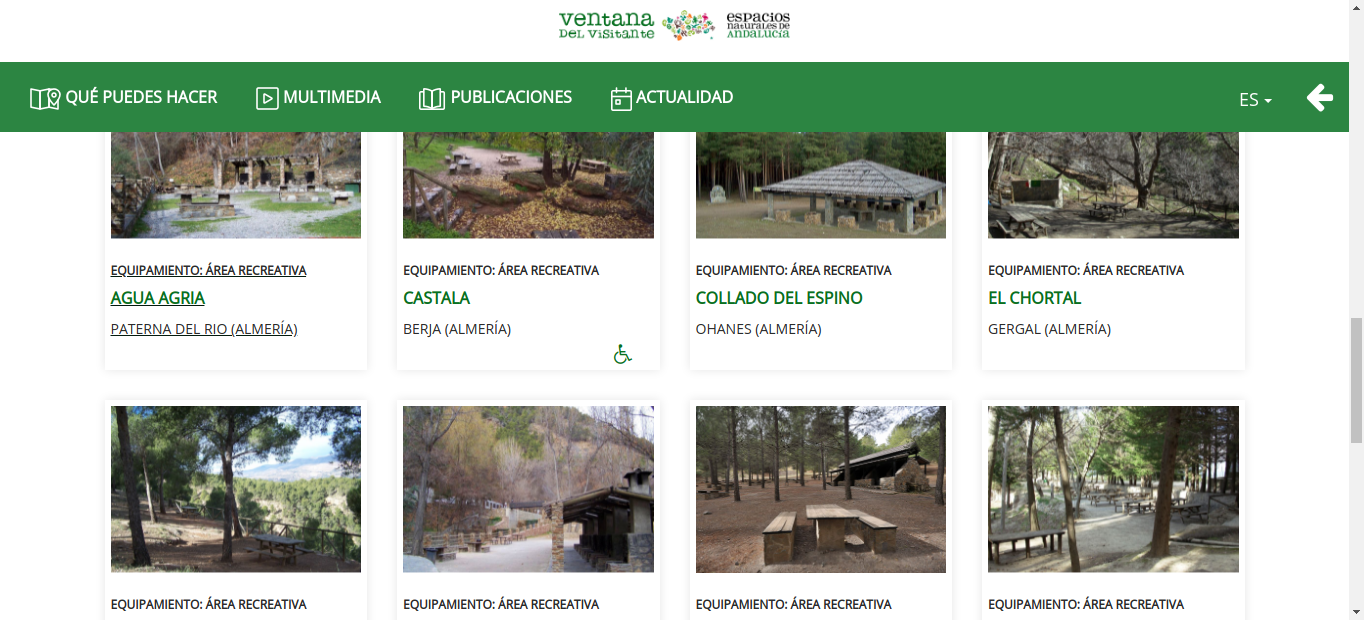 ventana
DEL VISITANTE
espacios
naturales de
ANDALUCÍA
QUÉ PUEDES HACER
MULTIMEDIA
PUBLICACIONES
ACTUALIDAD
ES
EQUIPAMIENTO: ÁREA RECREATIVA
AGUA AGRIA
PATERNA DEL RIO (ALMERÍA)
EQUIPAMIENTO: ÁREA RECREATIVA
CASTALA
BERJA (ALMERÍA)
EQUIPAMIENTO: ÁREA RECREATIVA
COLLADO DEL ESPINO
OHANES (ALMERÍA)
EQUIPAMIENTO: ÁREA RECREATIVA
EL CHORTAL
GERGAL (ALMERÍA)
EQUIPAMIENTO: ÁREA RECREATIVA
EQUIPAMIENTO: ÁREA RECREATIVA
EQUIPAMIENTO: ÁREA RECREATIVA
EQUIPAMIENTO: ÁREA RECREATIVA